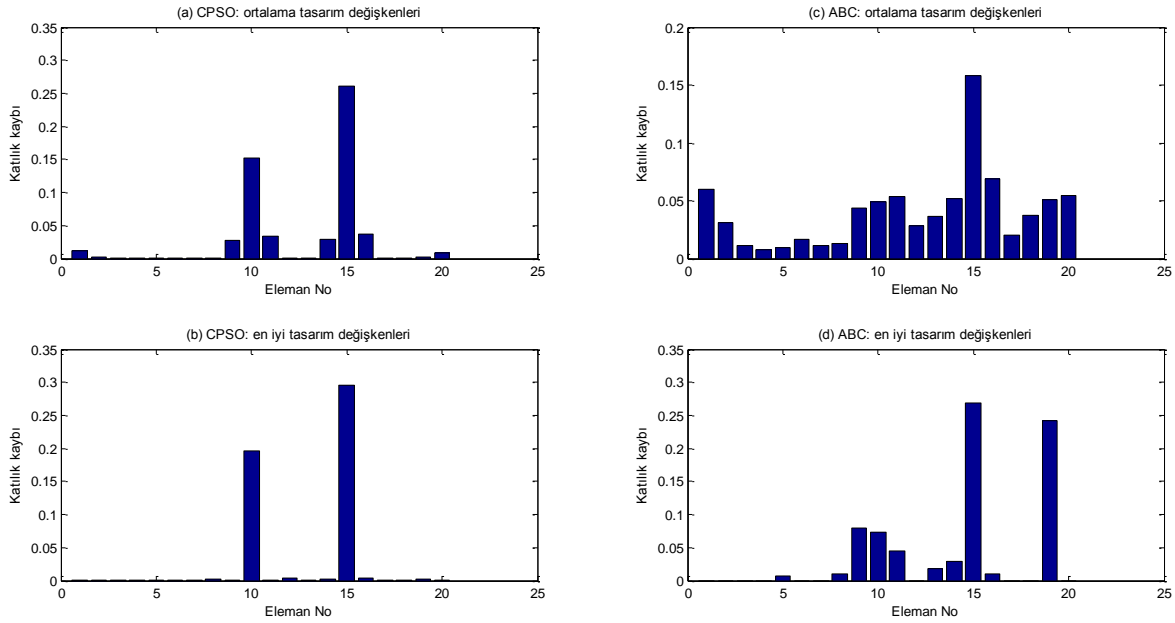 (a) CPSO: ortalama tasarım değişkenleri
0.35
0.3
0.25
0.2
0.15
0.1
0.05
0
Katılık kaybı
0 5 10 15 20 25
Eleman No
(c) ABC: ortalama tasarım değişkenleri
0.2
0.15
0.1
0.05
0
Katılık kaybı
0 5 10 15 20 25
Eleman No
(b) CPSO: en iyi tasarım değişkenleri
0.35
0.3
0.25
0.2
0.15
0.1
0.05
0
Katılık kaybı
0 5 10 15 20 25
Eleman No
(d) ABC: en iyi tasarım değişkenleri
0.35
0.3
0.25
0.2
0.15
0.1
0.05
0
Katılık kaybı
0 5 10 15 20 25
Eleman No